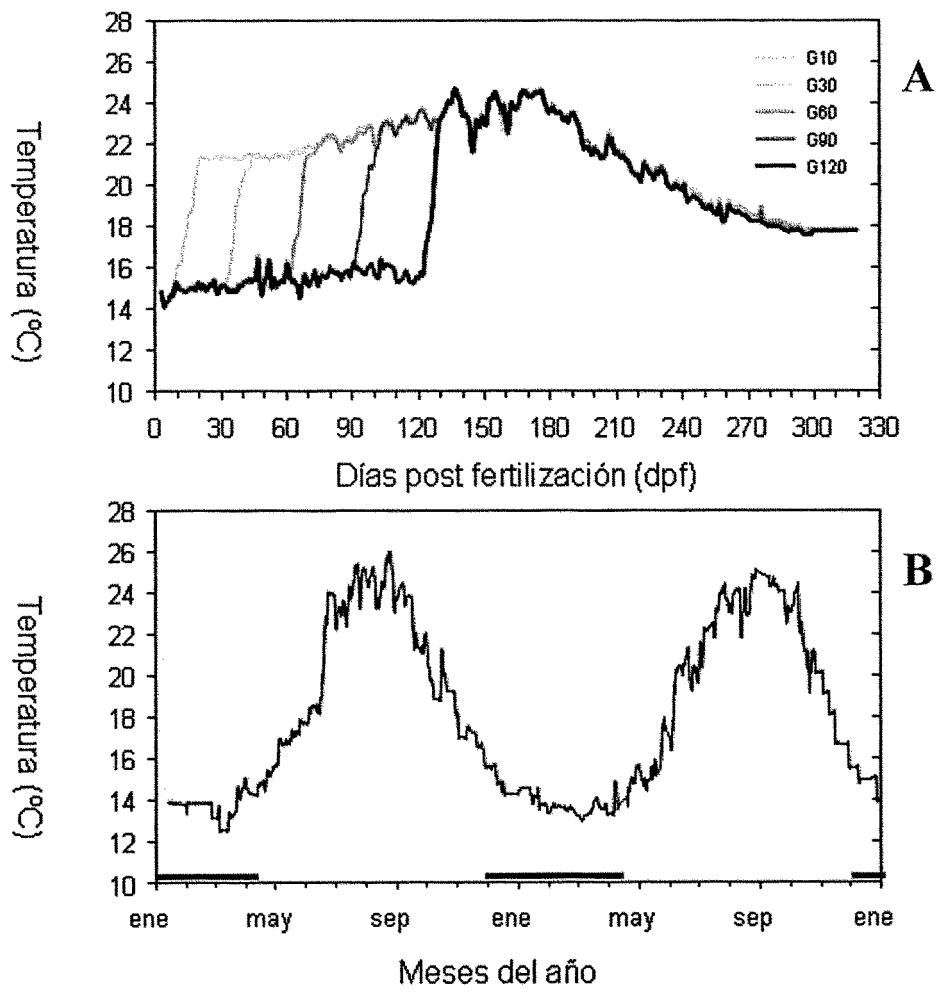 28
26
24
22
20
18
16
14
12
10
Temperatura (ºC)
G10
G30
G60
G90
G120
A
0 30 60 90 120 150 180 210 240 270 300 330
Días post fertilización (dpf)
28
26
24
22
20
18
16
14
12
10
Temperatura (ºC)
B
ene may sep ene may sep ene
Meses del año